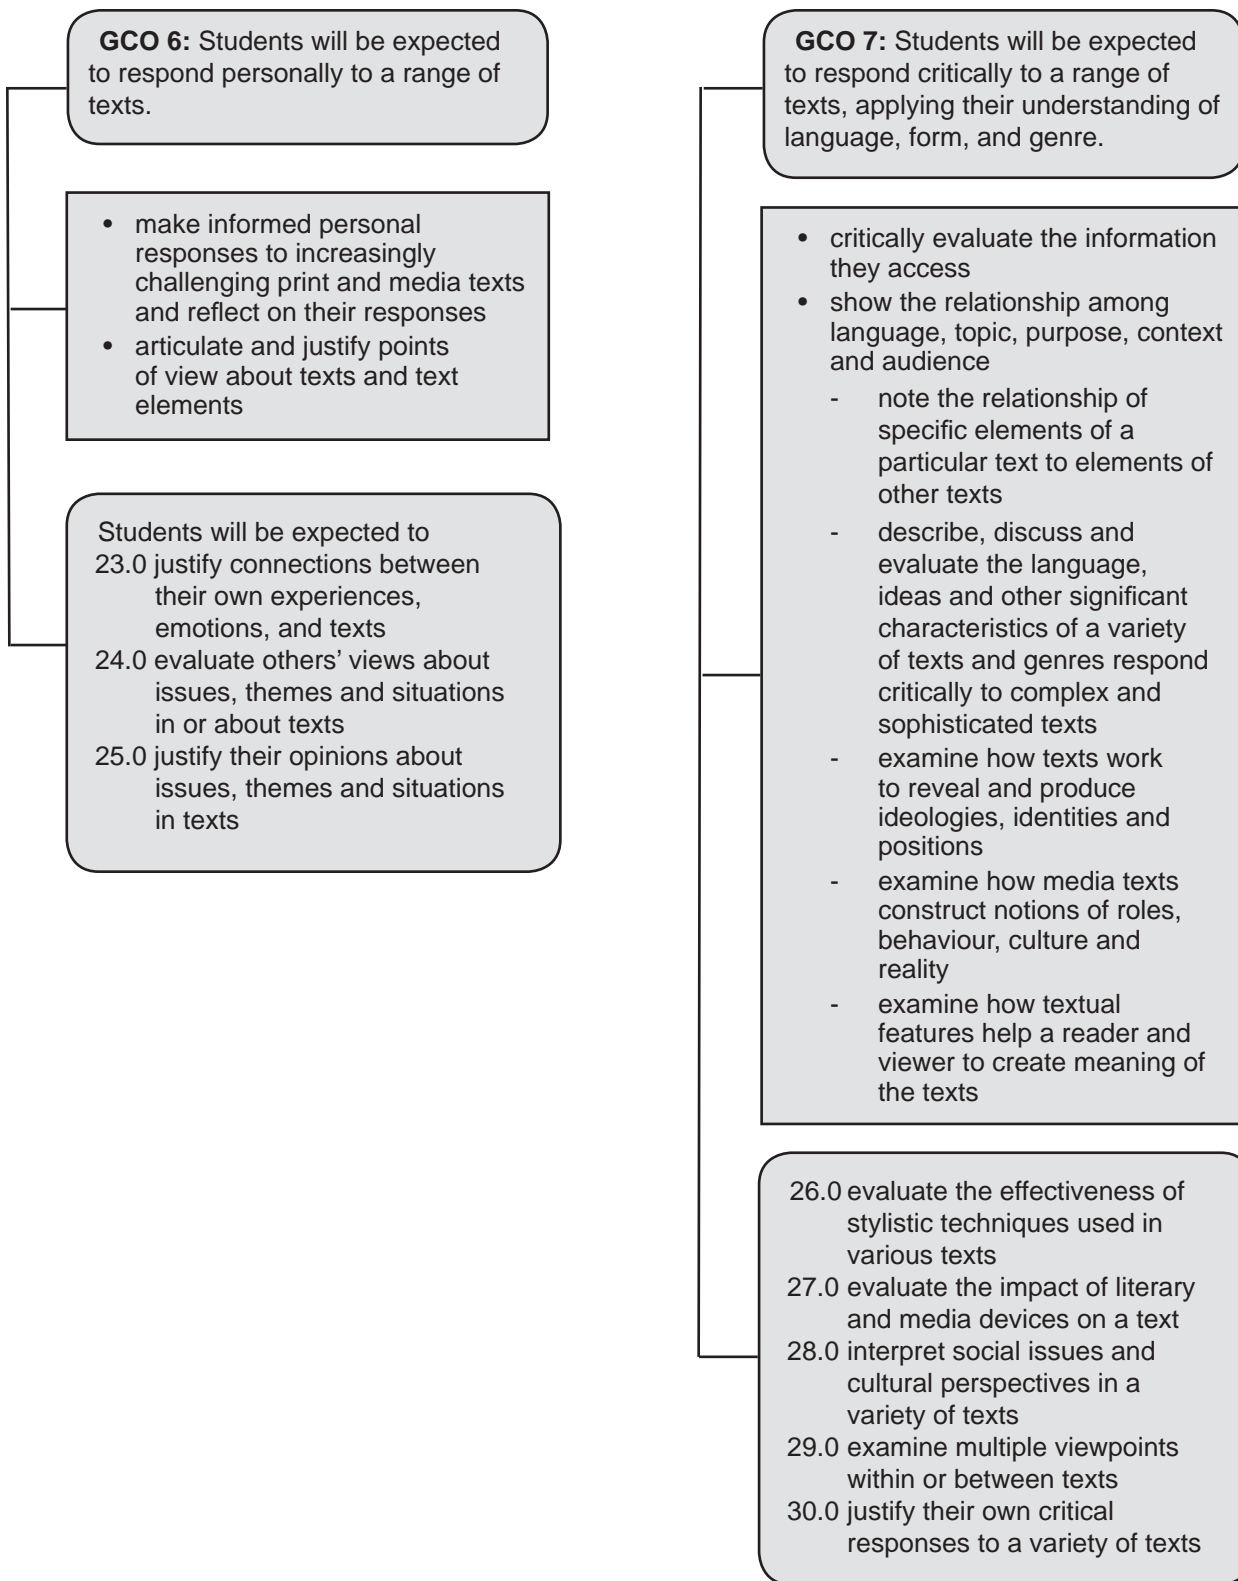 GCO 6: Students will be expected
to respond personally to a range of
texts.
• make informed personal
responses to increasingly
challenging print and media texts
and reflect on their responses
• articulate and justify points
of view about texts and text
elements
Students will be expected to
23.0 justify connections between
their own experiences,
emotions, and texts
24.0 evaluate others’ views about
issues, themes and situations
in or about texts
25.0 justify their opinions about
issues, themes and situations
in texts
GCO 7: Students will be expected
to respond critically to a range of
texts, applying their understanding of
language, form, and genre.
• critically evaluate the information
they access
• show the relationship among
language, topic, purpose, context
and audience
- note the relationship of
specific elements of a
particular text to elements of
other texts
- describe, discuss and
evaluate the language,
ideas and other significant
characteristics of a variety
of texts and genres respond
critically to complex and
sophisticated texts
- examine how texts work
to reveal and produce
ideologies, identities and
positions
- examine how media texts
construct notions of roles,
behaviour, culture and
reality
- examine how textual
features help a reader and
viewer to create meaning of
the texts
26.0 evaluate the effectiveness of
stylistic techniques used in
various texts
27.0 evaluate the impact of literary
and media devices on a text
28.0 interpret social issues and
cultural perspectives in a
variety of texts
29.0 examine multiple viewpoints
within or between texts
30.0 justify their own critical
responses to a variety of texts